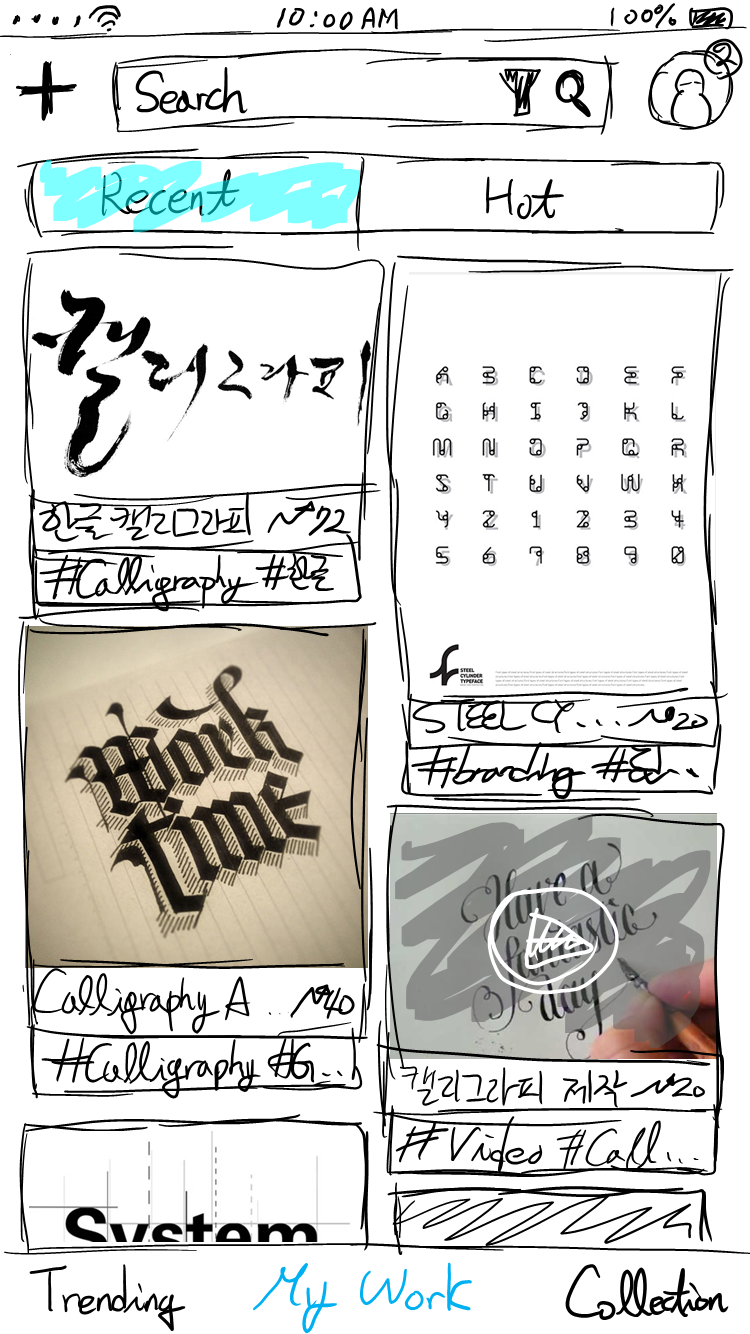 10:00AM 100%
Search
Recent Hot
캘리그라피
한글 캘리그라피 72
#Calligraphy #한글
Work
time
Calligraphy A... 40
#Calligraphy #G...
System
A B C D E F
G H I J K L
M N O P Q R
S T U V W X
Y Z 1 2 3 4
5 6 7 8 9 0
STEEL
CYLINDER
TYPEFACE
STEEL CY... 20
#branding #Ed..
Have a
fantastic
day
캘리그라피 제작 20
#Video #Call...
Trending My Work Collection